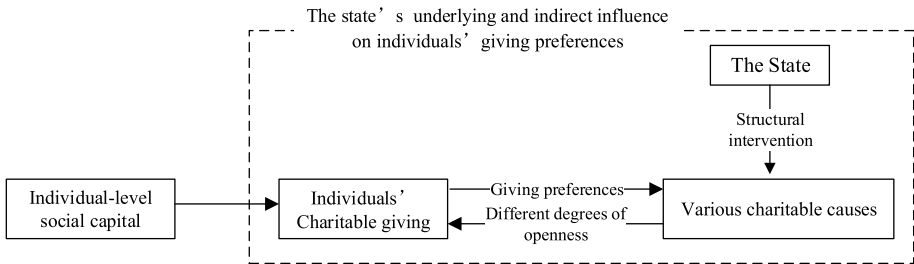 The state’s underlying and indirect influence
on individuals’ giving preferences
The State
Structural
intervention
Individual-level
social capital
Individuals’
Charitable giving
Giving preferences
Different degrees of
openness
Various charitable causes